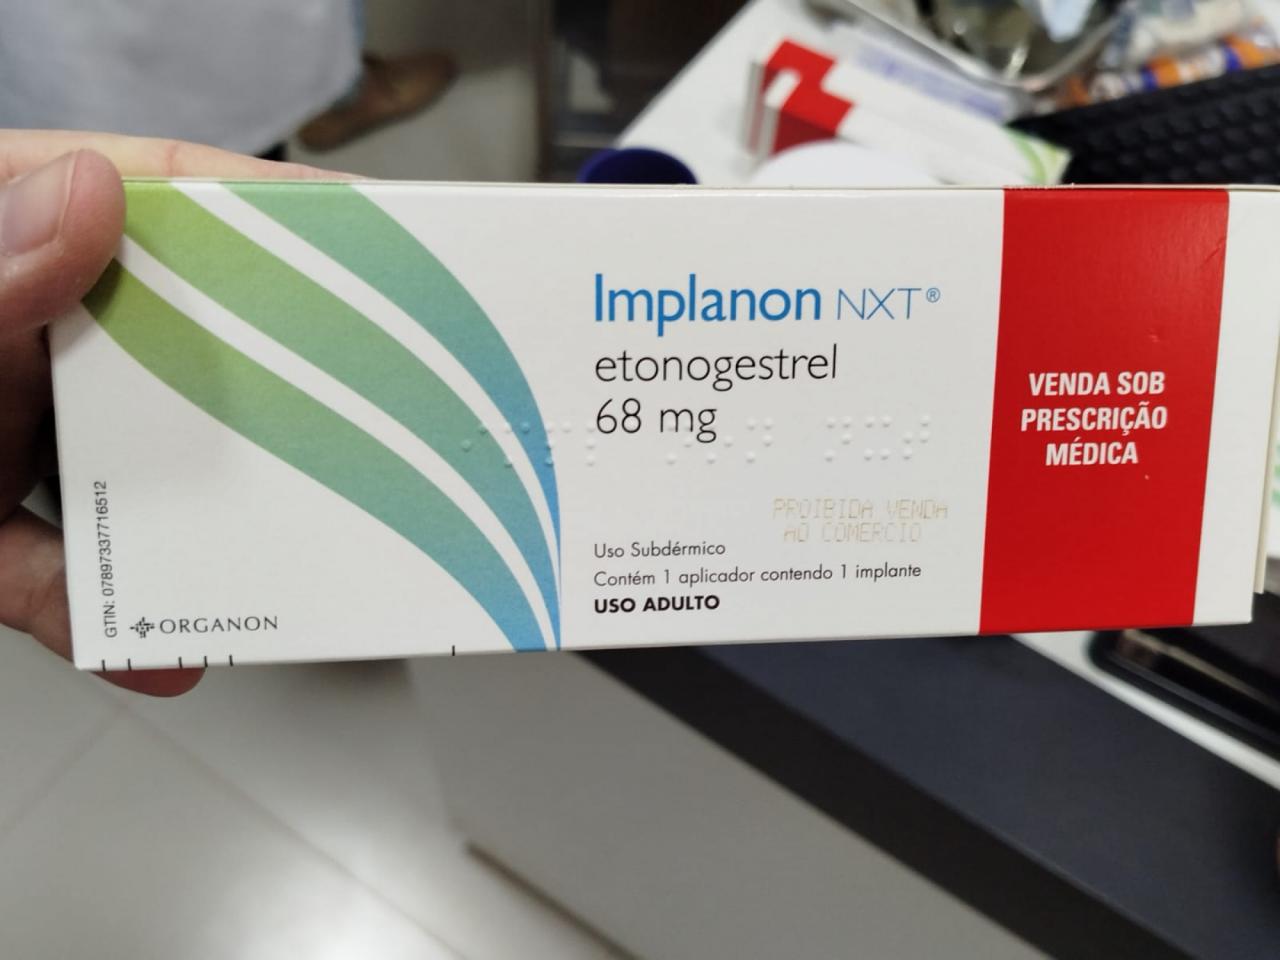 Implanon NXT®
etonogestrel
68 mg
PROIBIDA VENDA
AO COMERCIO
Uso Subdérmico
Contém 1 aplicador contendo 1 implante
USO ADULTO
VENDA SOB
PRESCRIÇÃO
MÉDICA
GTIN: 07897337716512
ORGANON